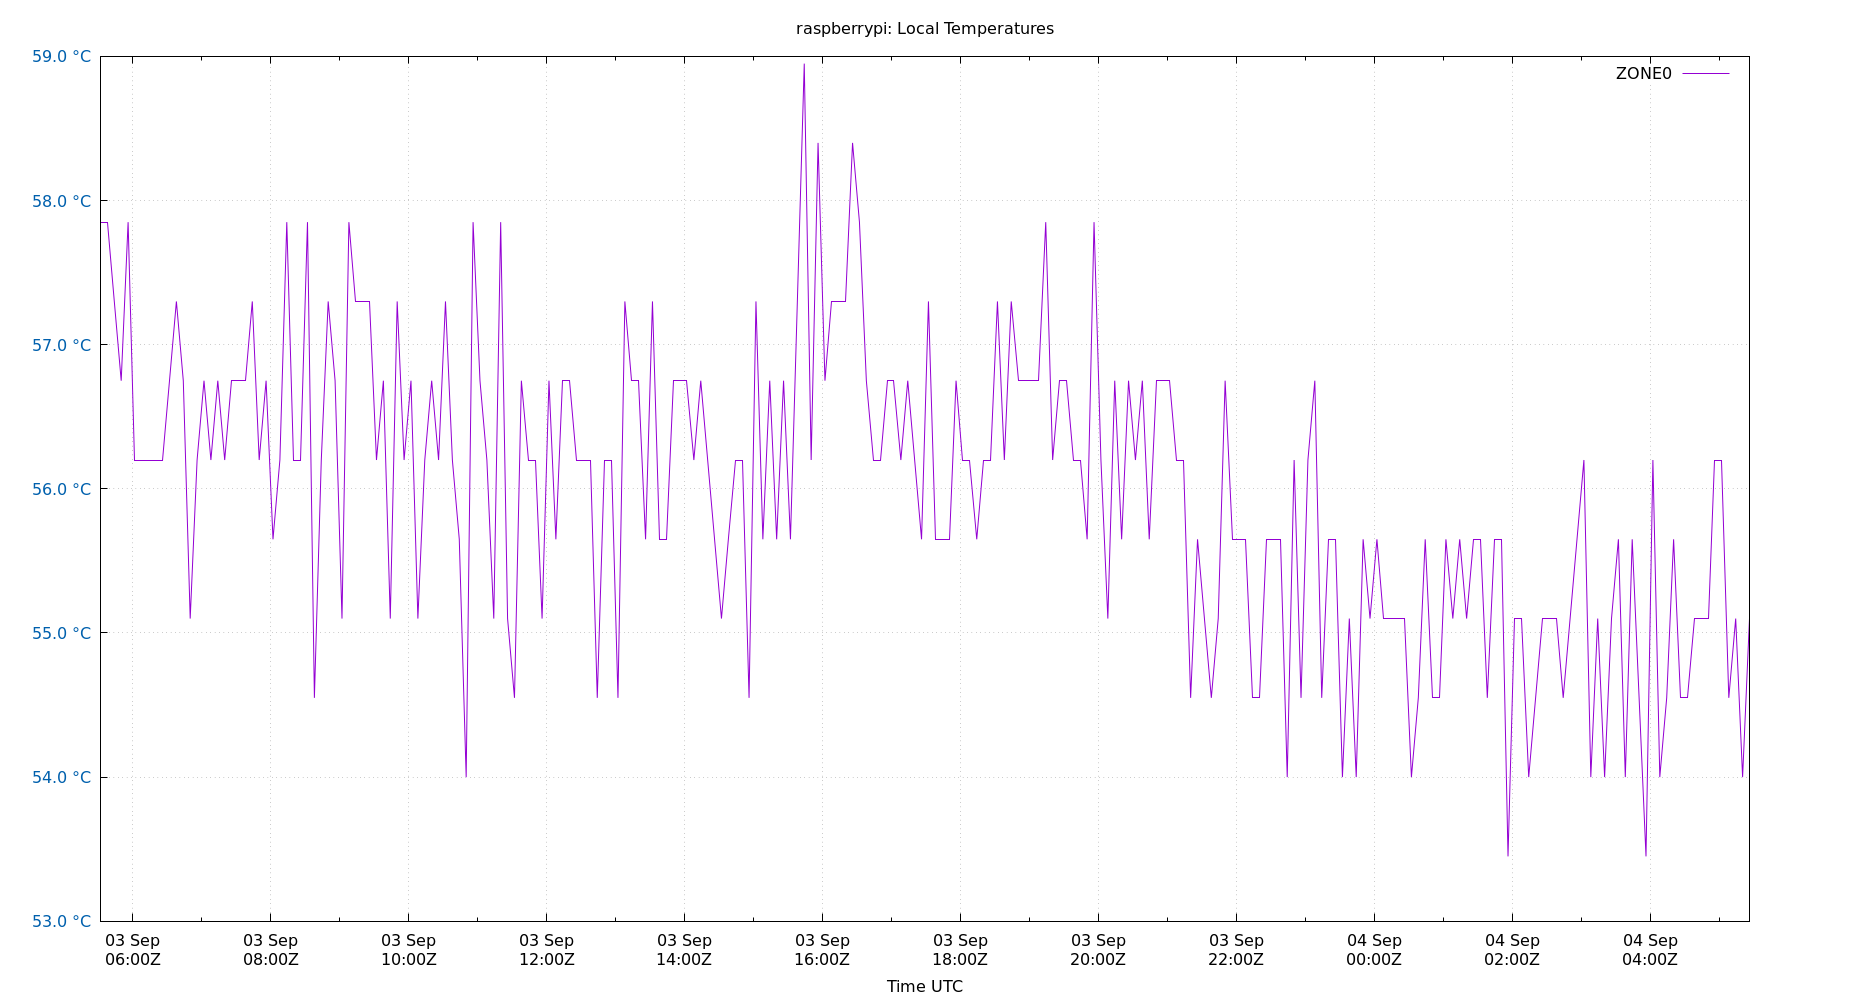 raspberrypi: Local Temperatures
59.0 °C
ZONE0
58.0 °C
57.0 °C
56.0 °C
55.0 °C
54.0 °C
53.0 °C
03 Sep 03 Sep 03 Sep 03 Sep 03 Sep 03 Sep 03 Sep 03 Sep 03 Sep 04 Sep 04 Sep 04 Sep
06:00Z 08:00Z 10:00Z 12:00Z 14:00Z 16:00Z 18:00Z 20:00Z 22:00Z 00:00Z 02:00Z 04:00Z
Time UTC